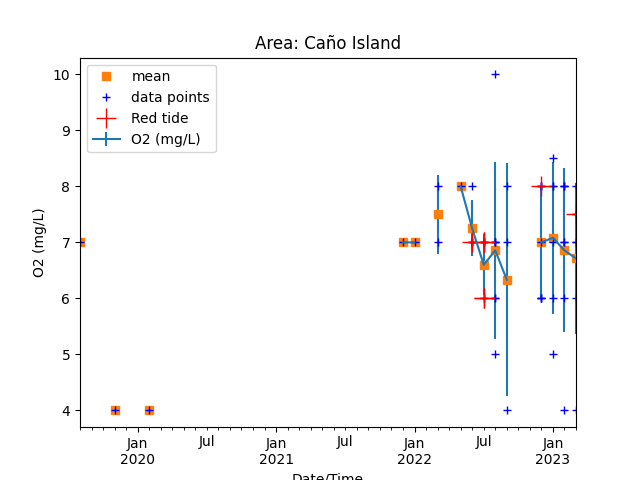 Area: Caño Island
mean
data points
Red tide
O2 (mg/L)
O2 (mg/L)
10
9
8
7
6
5
4
Jan Jul Jan Jul Jan Jul Jan
2020 2021 2022 2023
Date/Time